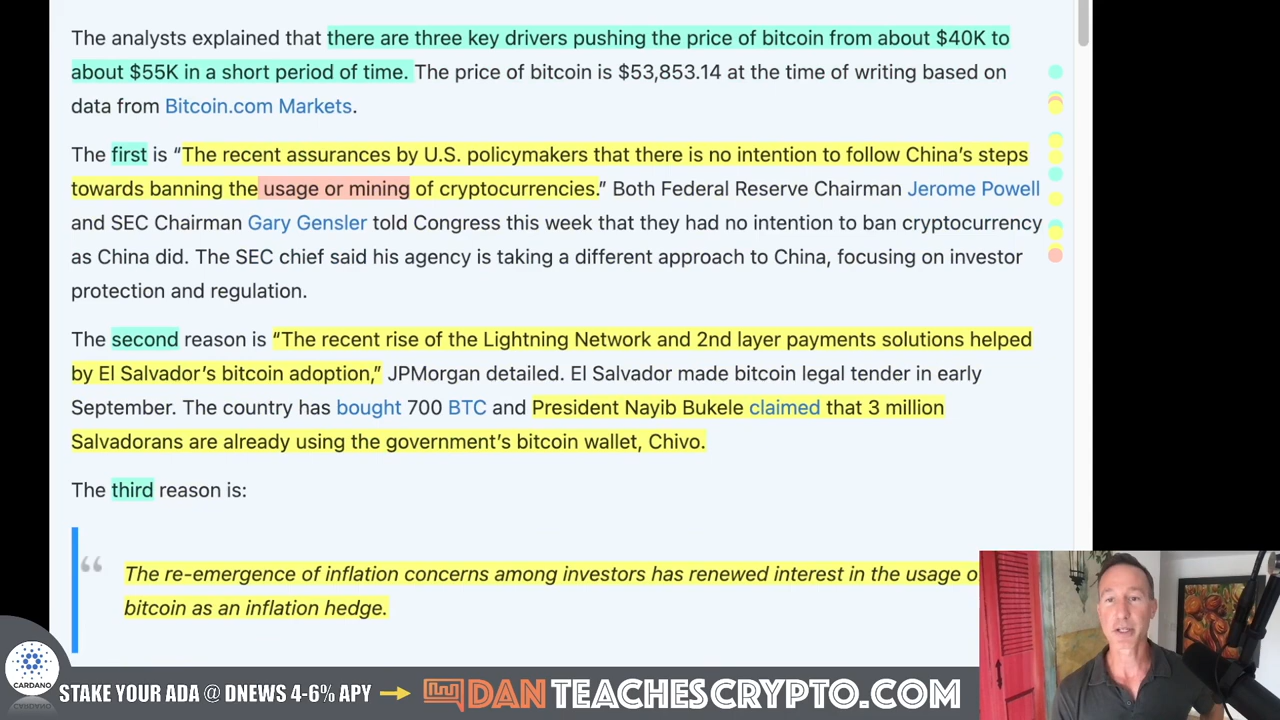 The analysts explained that there are three key drivers pushing the price of bitcoin from about $40K to
about $55K in a short period of time. The price of bitcoin is $53,853.14 at the time of writing based on
data from Bitcoin.com Markets.
The first is “The recent assurances by U.S. policymakers that there is no intention to follow China’s steps
towards banning the usage or mining of cryptocurrencies.” Both Federal Reserve Chairman Jerome Powell
and SEC Chairman Gary Gensler told Congress this week that they had no intention to ban cryptocurrency
as China did. The SEC chief said his agency is taking a different approach to China, focusing on investor
protection and regulation.
The second reason is “The recent rise of the Lightning Network and 2nd layer payments solutions helped
by El Salvador’s bitcoin adoption,” JPMorgan detailed. El Salvador made bitcoin legal tender in early
September. The country has bought 700 BTC and President Nayib Bukele claimed that 3 million
Salvadorans are already using the government’s bitcoin wallet, Chivo.
The third reason is:
“
The re-emergence of inflation concerns among investors has renewed interest in the usage
bitcoin as an inflation hedge.
CARDANO
STAKE YOUR ADA @ DNEWS 4-6% APY → DANTEACHESCRYPTO.COM